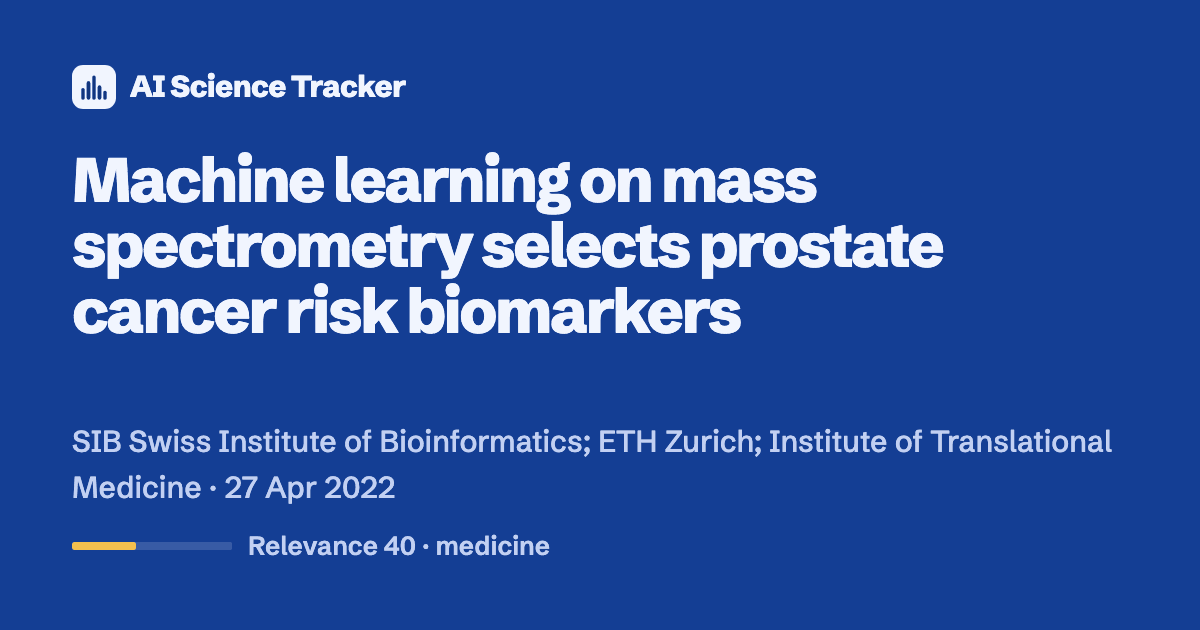 AI Science Tracker
Machine learning on mass
spectrometry selects prostate
cancer risk biomarkers
SIB Swiss Institute of Bioinformatics; ETH Zurich; Institute of Translational
Medicine · 27 Apr 2022
Relevance 40 · medicine